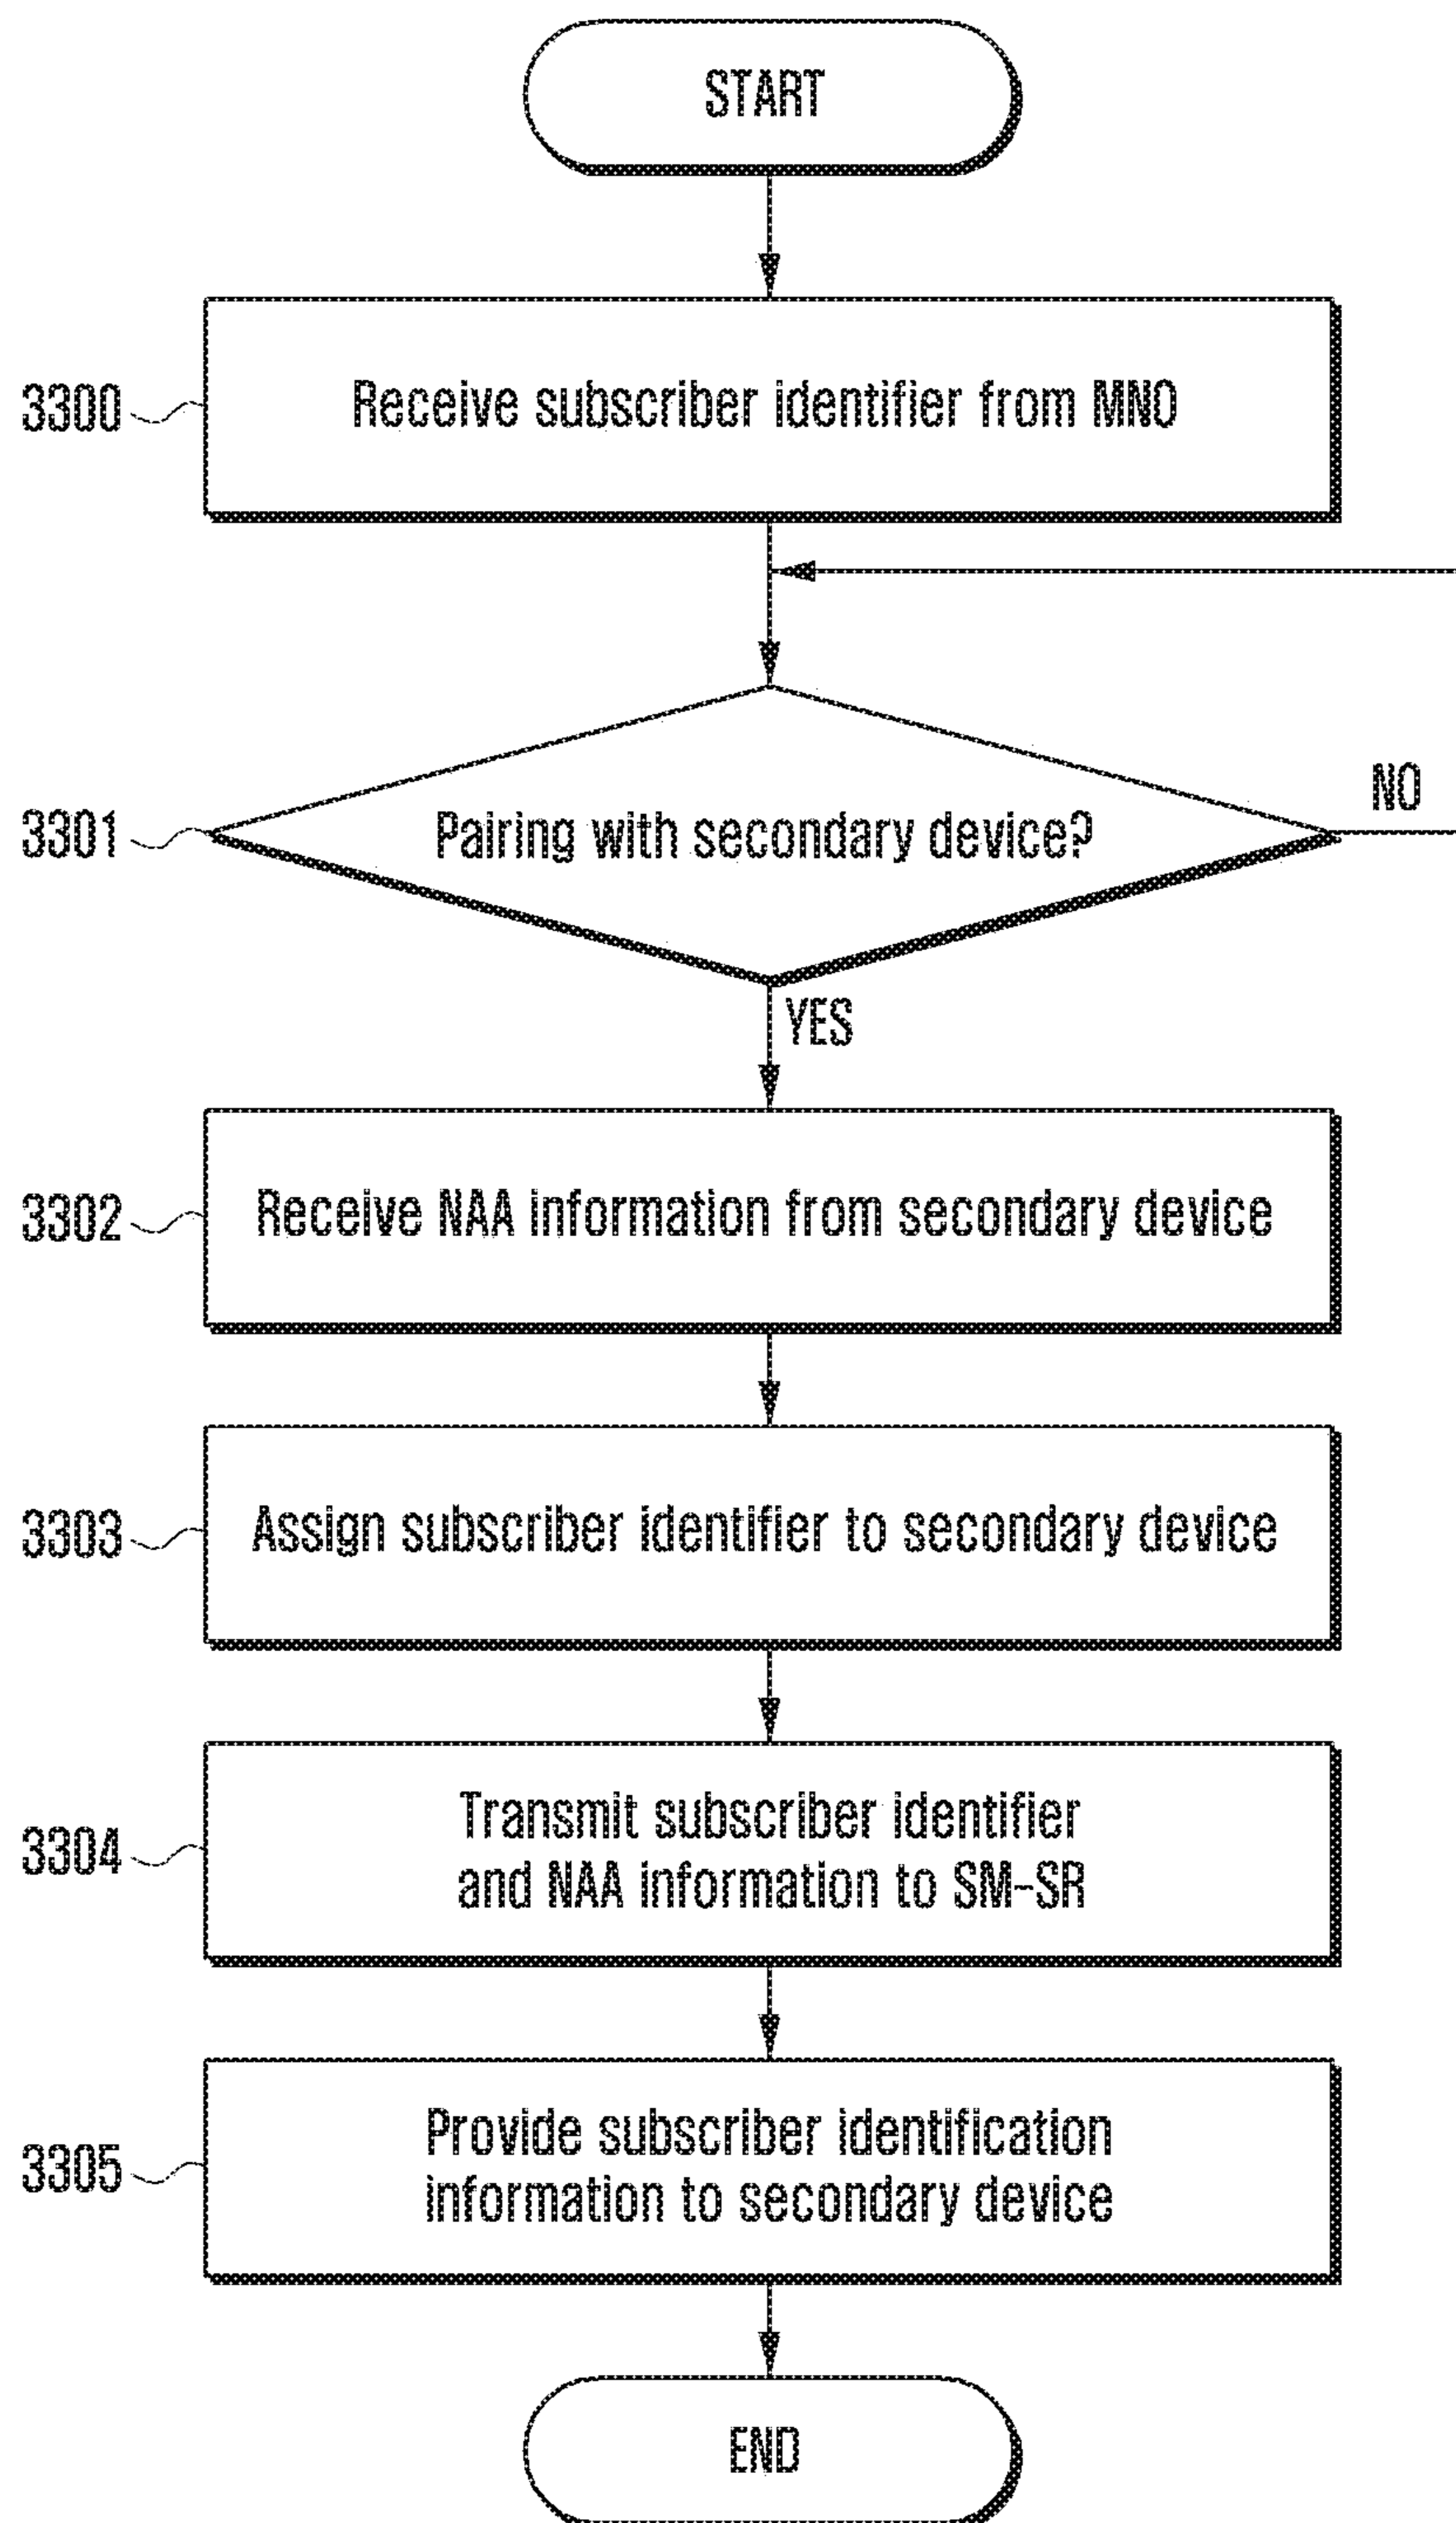 START
3300
Receive subscriber identifier from MNO
3301
Pairing with secondary device?
NO
YES
3302
Receive NAA information from secondary device
3303
Assign subscriber identifier to secondary device
3304
Transmit subscriber identifier
and NAA information to SM-SR
3305
Provide subscriber identification
information to secondary device
END